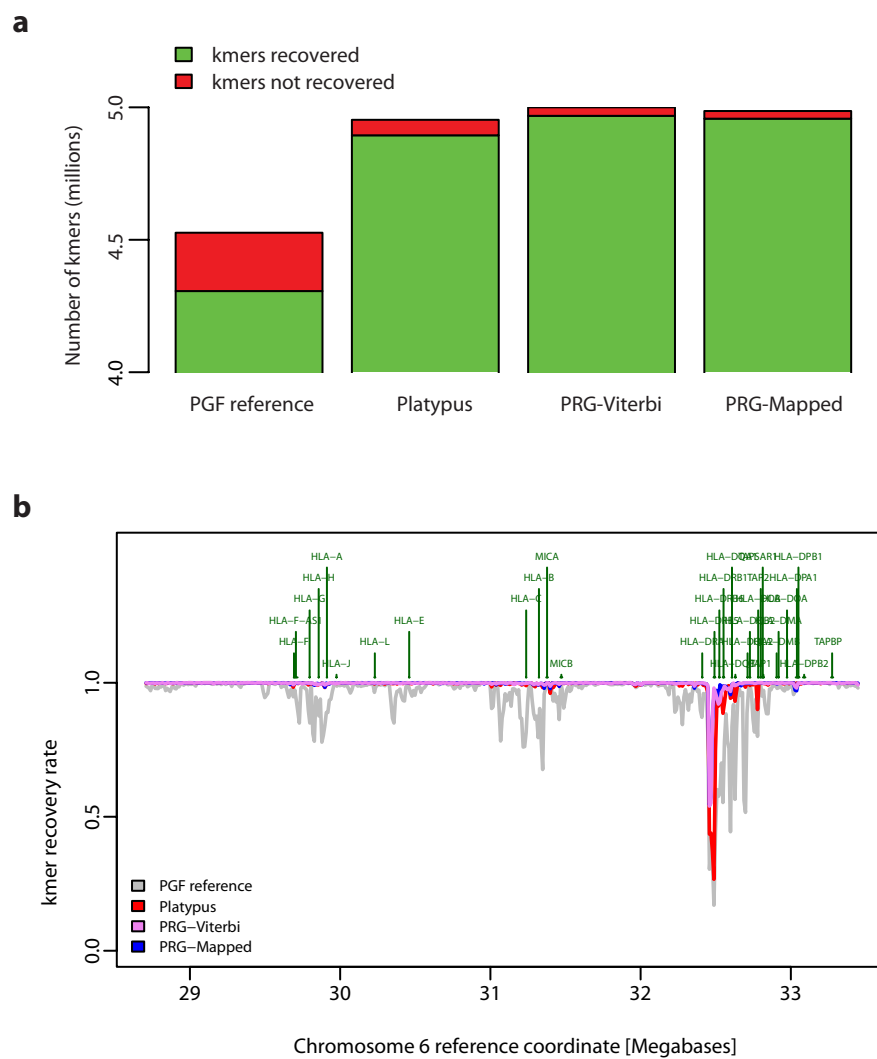 a
kmers recovered
kmers not recovered
Number of kmers (millions)
5.0
4.5
4.0
PGF reference
Platypus
PRG-Viterbi
PRG-Mapped
b
HLA−A
MICA
HLA−DPB1
HLA−H
HLA−B
HLA−DRB1
TAP2
HLA−DPA1
HLA−G
HLA−C
HLA−DOA
HLA−F−AS1
HLA−E
HLA−DMA
HLA−F
HLA−L
HLA−DRA
HLA−DMB
TAPBP
HLA−J
MICB
TAP1
HLA−DPB2
kmer recovery rate
1.0
0.5
0.0
PGF reference
Platypus
PRG−Viterbi
PRG−Mapped
29
30
31
32
33
Chromosome 6 reference coordinate [Megabases]